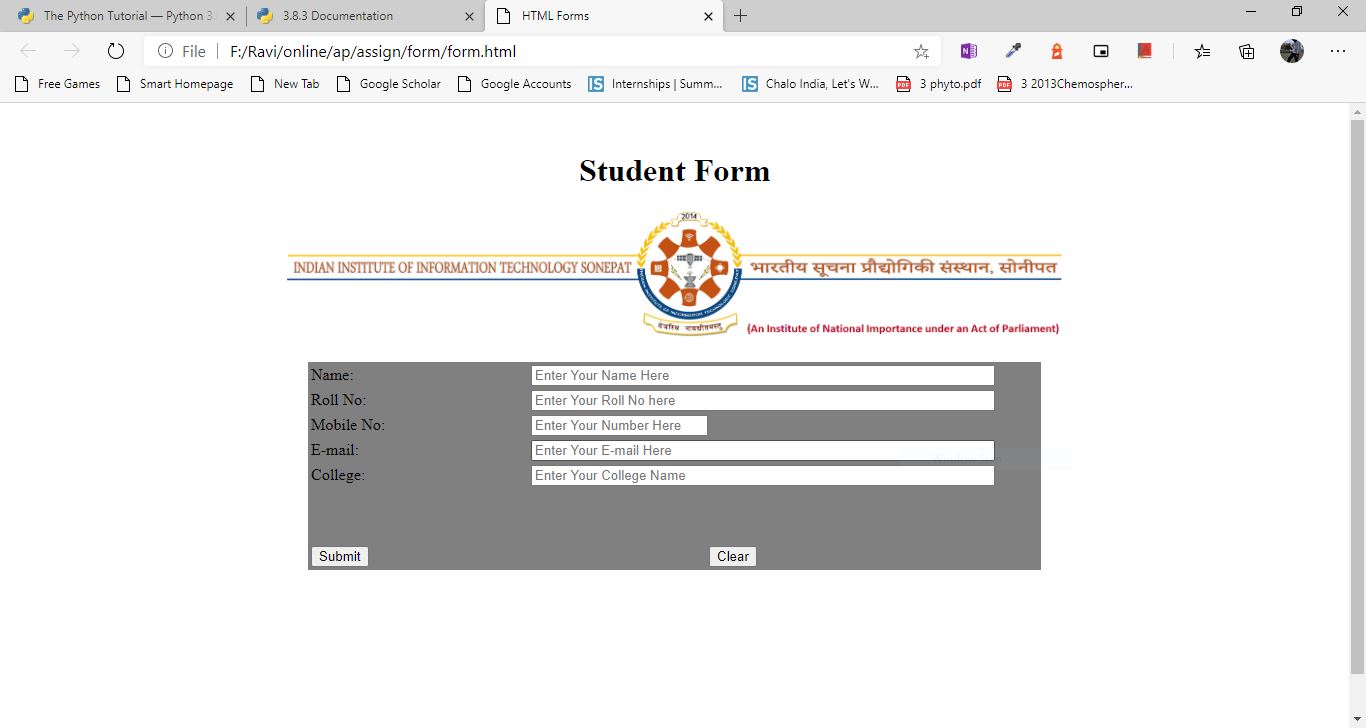 The Python Tutorial — Python 3.
3.8.3 Documentation
HTML Forms
File F:/Ravi/online/ap/assign/form/form.html
Free Games Smart Homepage New Tab Google Scholar Google Accounts Internships | Summ... Chalo India, Let's W... 3 phyto.pdf 3 2013Chemospher...
Student Form
2014
INDIAN INSTITUTE OF INFORMATION TECHNOLOGY SONEPAT भारतीय सूचना प्रौद्योगिकी संस्थान, सोनीपत
(An Institute of National Importance under an Act of Parliament)
Name: Enter Your Name Here
Roll No: Enter Your Roll No here
Mobile No: Enter Your Number Here
E-mail: Enter Your E-mail Here
College: Enter Your College Name
Submit Clear